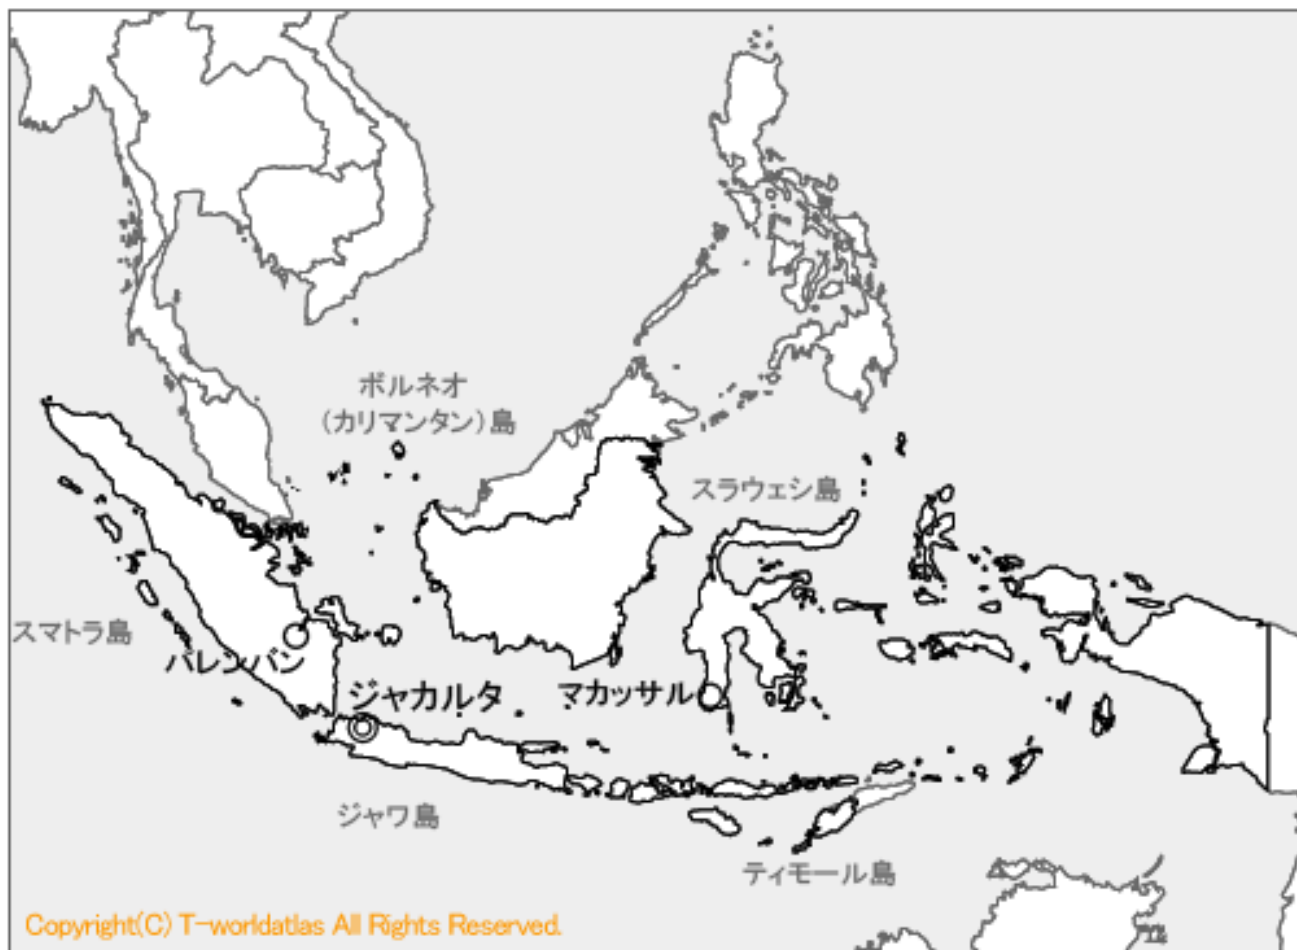 ボルネオ
(カリマンタン)島
スラウェシ島
スマトラ島
パレンバン
ジャカルタ
マカッサル
ジャワ島
ティモール島
Copyright(C) T-worldatlas All Rights Reserved.